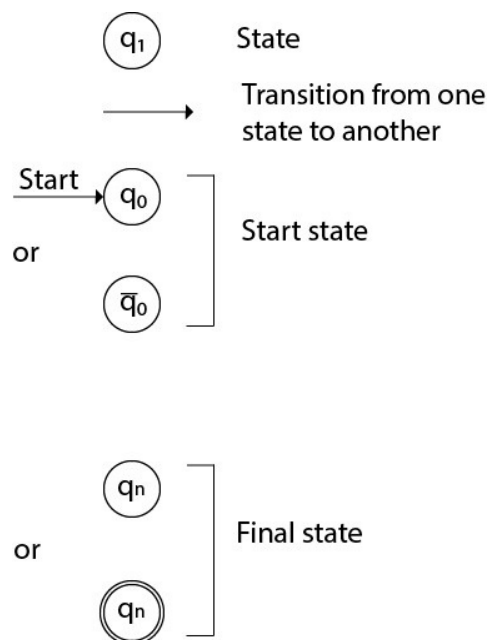 q1 State
Transition from one
state to another
Start q0
Start state
or
q̅0
qn
Final state
or
qn